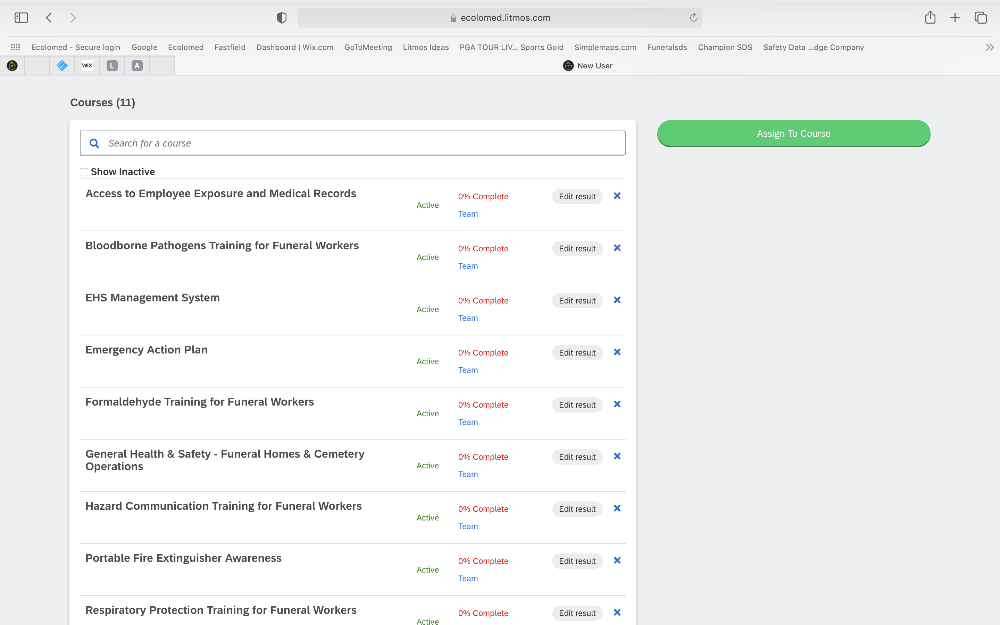 ecolomed.litmos.com
Ecolomed - Secure login Google Ecolomed Fastfield Dashboard | Wix.com GoToMeeting Litmos Ideas PGA TOUR LIV... Sports Gold Simplemaps.com Funeralsds Champion SDS Safety Data ...dge Company
WIX L A New User
Courses (11)
Search for a course
Assign To Course
Show Inactive
Access to Employee Exposure and Medical Records
0% Complete Edit result
Active
Team
Bloodborne Pathogens Training for Funeral Workers
0% Complete Edit result
Active
Team
EHS Management System
0% Complete Edit result
Active
Team
Emergency Action Plan
0% Complete Edit result
Active
Team
Formaldehyde Training for Funeral Workers
0% Complete Edit result
Active
Team
General Health & Safety - Funeral Homes & Cemetery
Operations
0% Complete Edit result
Active
Team
Hazard Communication Training for Funeral Workers
0% Complete Edit result
Active
Team
Portable Fire Extinguisher Awareness
0% Complete Edit result
Active
Team
Respiratory Protection Training for Funeral Workers
0% Complete Edit result
Active